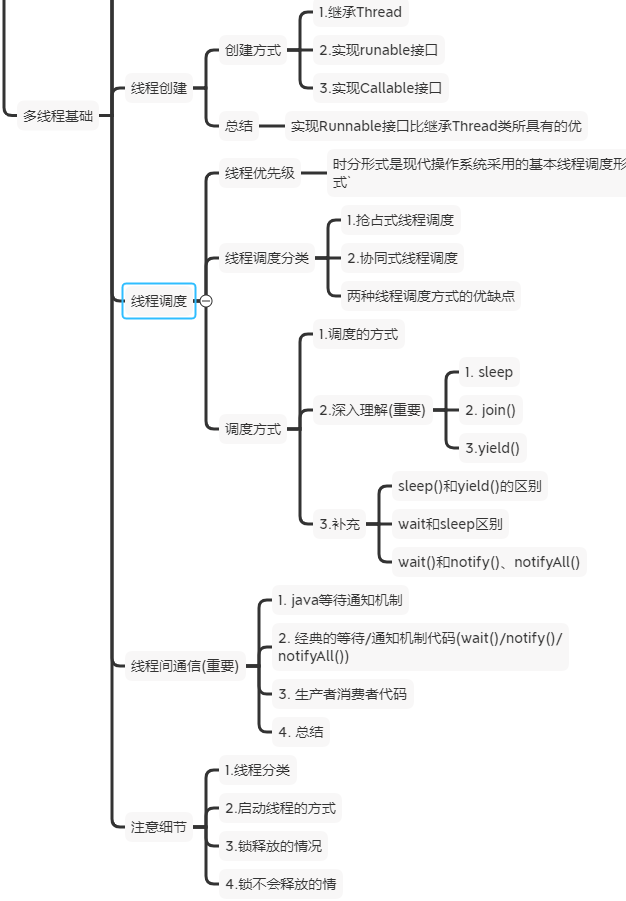 1.继承Thread
创建方式
2.实现runable接口
线程创建
3.实现Callable接口
多线程基础
总结
实现Runnable接口比继承Thread类所具有的优
线程优先级
时分形式是现代操作系统采用的基本线程调度形
式`
1.抢占式线程调度
线程调度分类
2.协同式线程调度
两种线程调度方式的优缺点
线程调度
1.调度的方式
1. sleep
2.深入理解(重要)
2. join()
调度方式
3.yield()
sleep()和yield()的区别
3.补充
wait和sleep区别
wait()和notify()、notifyAll()
1. java等待通知机制
2. 经典的等待/通知机制代码(wait()/notify()/
notifyAll())
线程间通信(重要)
3. 生产者消费者代码
4. 总结
1.线程分类
2.启动线程的方式
注意细节
3.锁释放的情况
4.锁不会释放的情